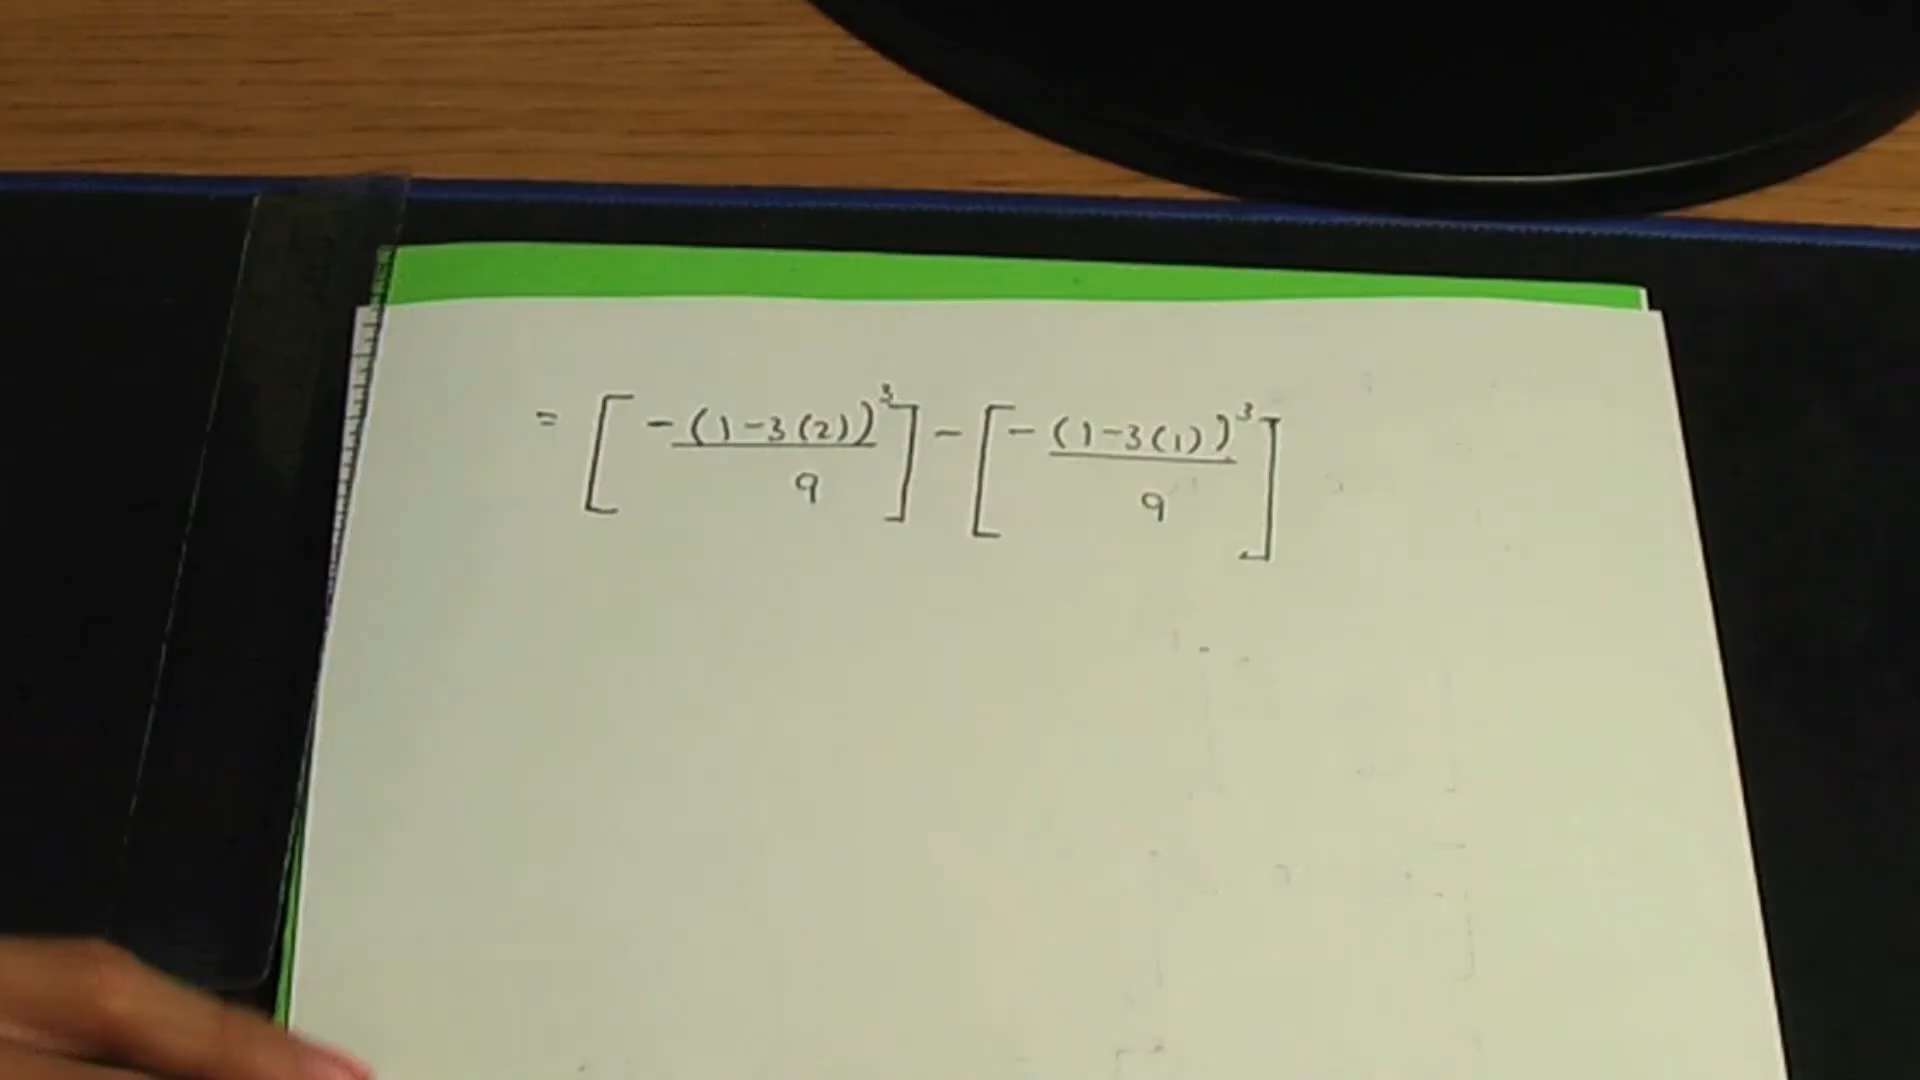 = [ -(1-3(2))³ / 9 ] - [ -(1-3(1))³ / 9 ]